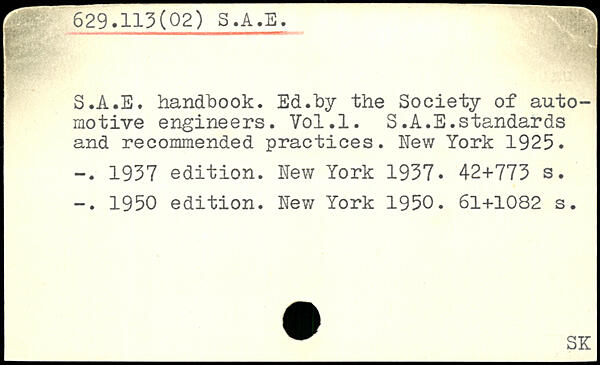 629.113(02) S.A.E.
S.A.E. handbook. Ed.by the Society of auto-
motive engineers. Vol.1. S.A.E.standards
and recommended practices. New York 1925.
-. 1937 edition. New York 1937. 42+773 s.
-. 1950 edition. New York 1950. 61+1082 s.
SK